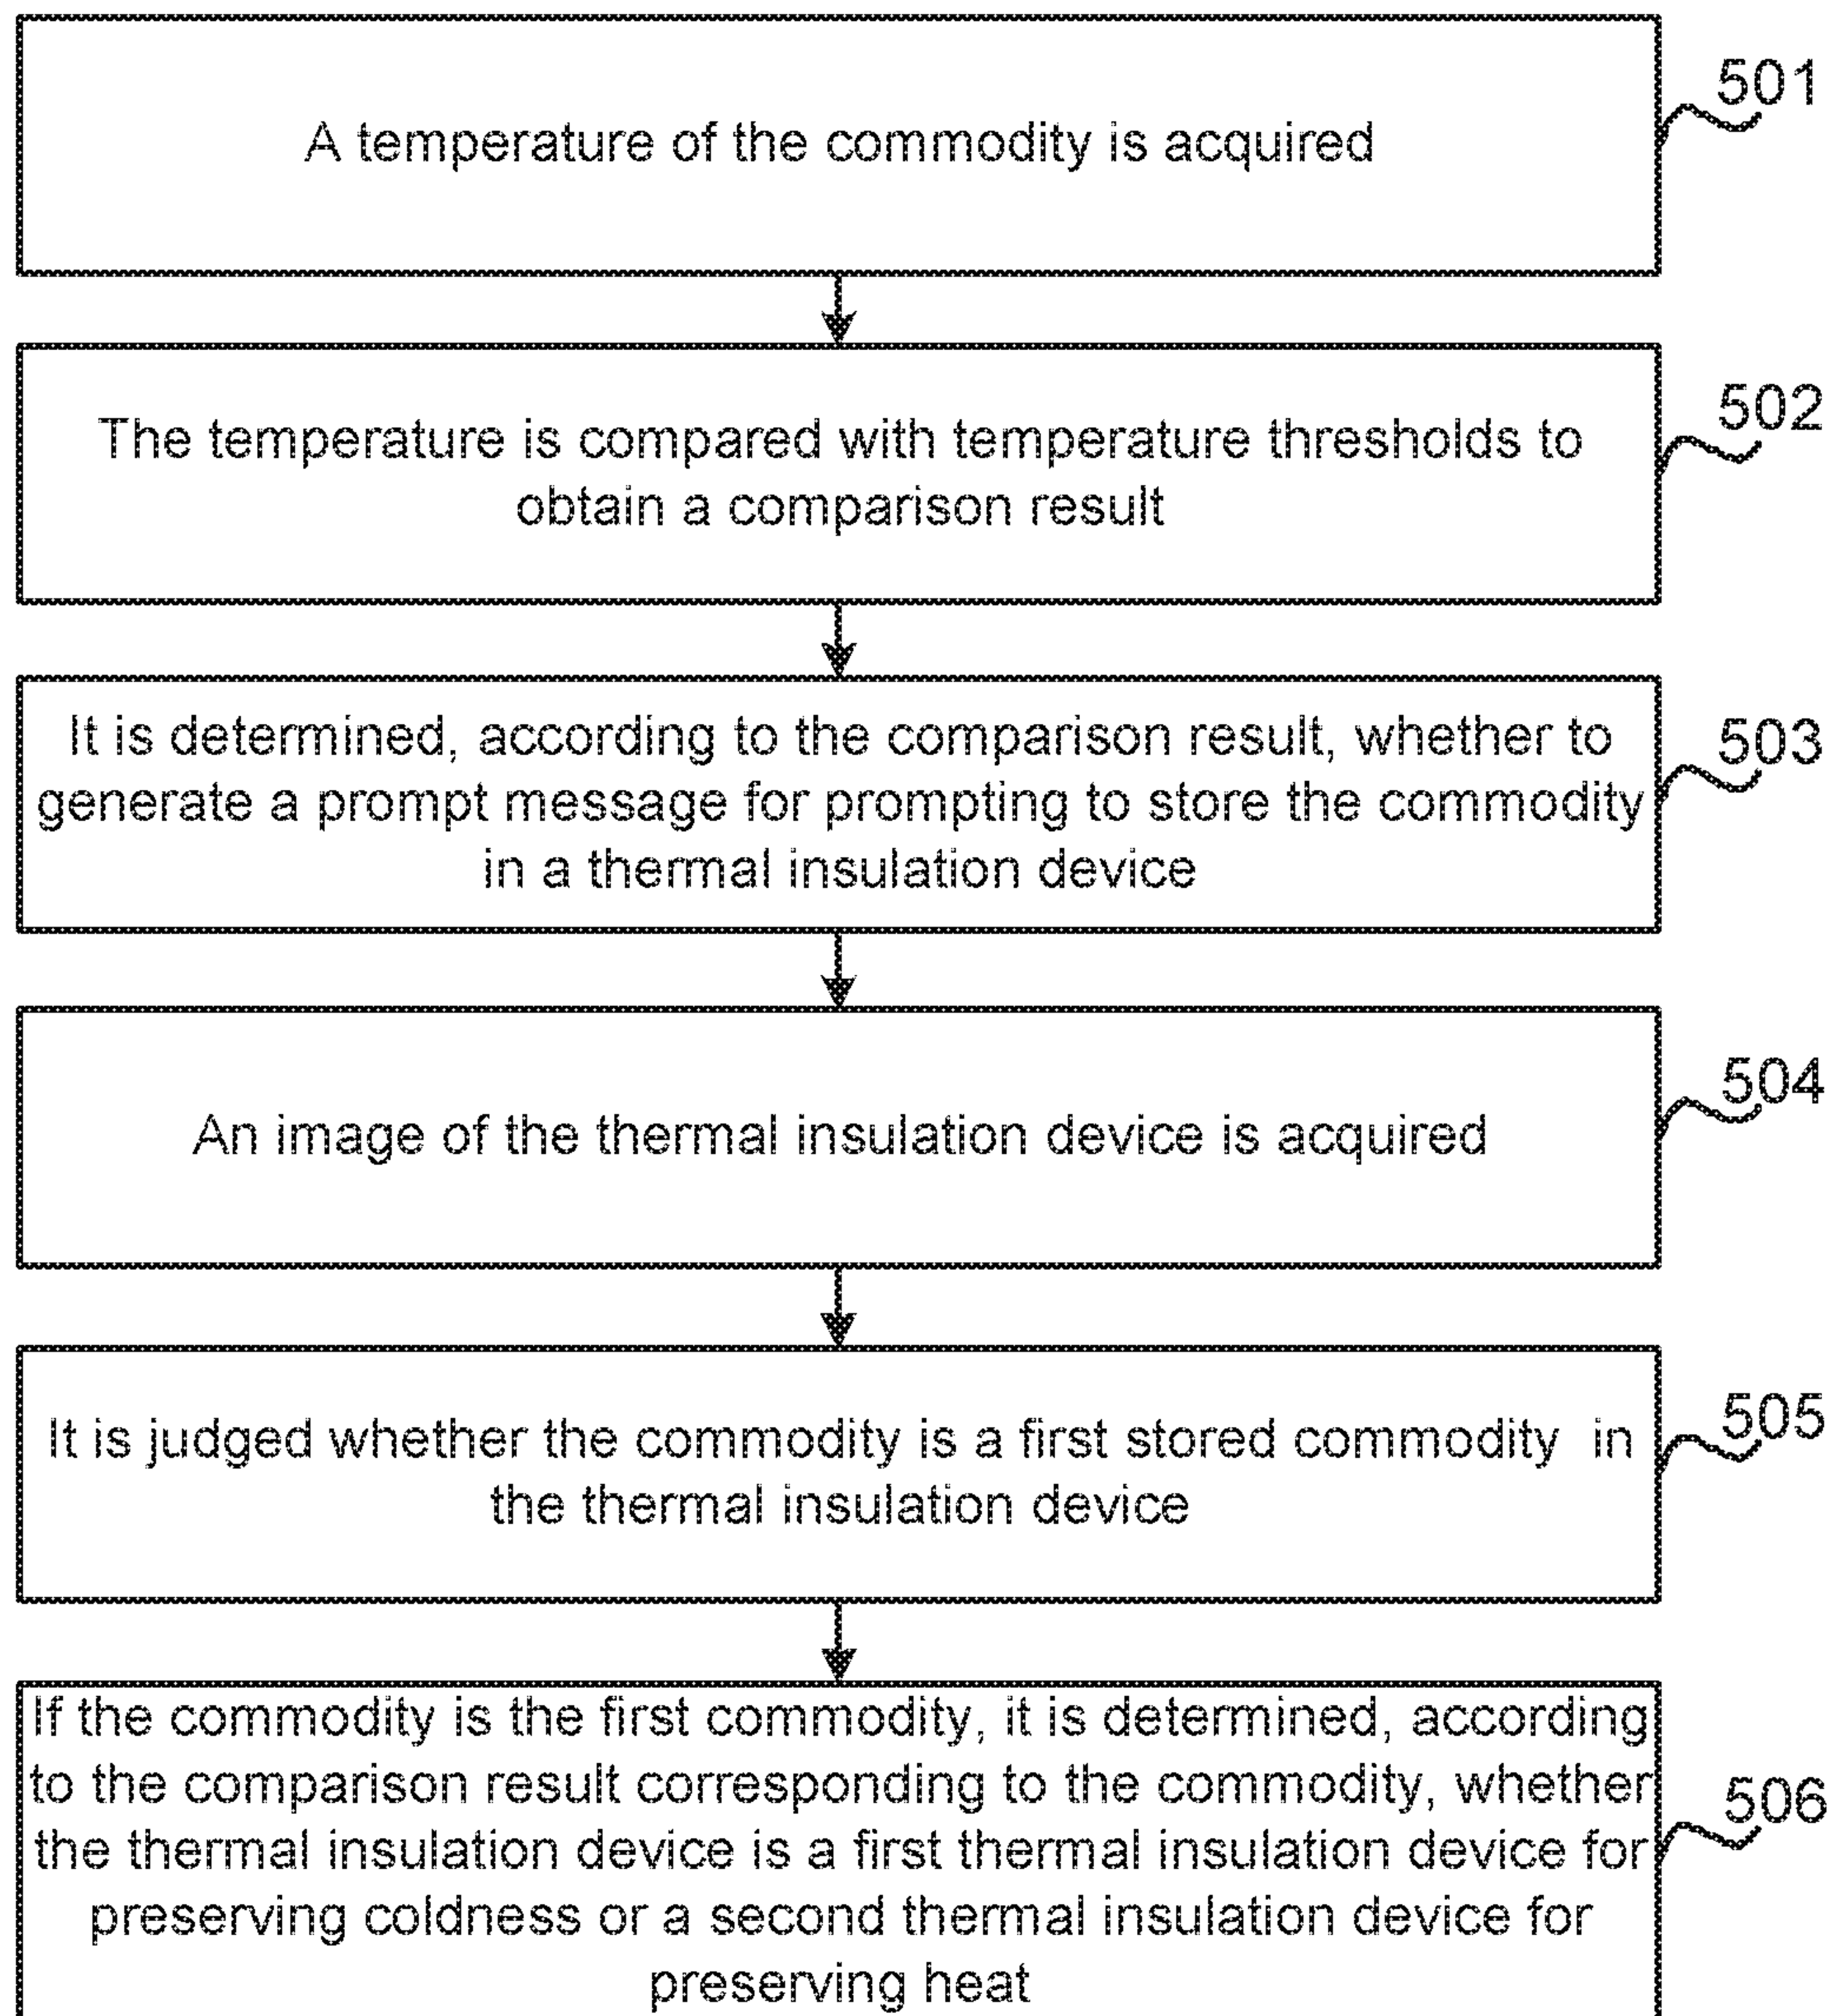 A temperature of the commodity is acquired
501
The temperature is compared with temperature thresholds to
obtain a comparison result
502
It is determined, according to the comparison result, whether to
generate a prompt message for prompting to store the commodity
in a thermal insulation device
503
An image of the thermal insulation device is acquired
504
It is judged whether the commodity is a first stored commodity in
the thermal insulation device
505
If the commodity is the first commodity, it is determined, according
to the comparison result corresponding to the commodity, whether
the thermal insulation device is a first thermal insulation device for
preserving coldness or a second thermal insulation device for
preserving heat
506